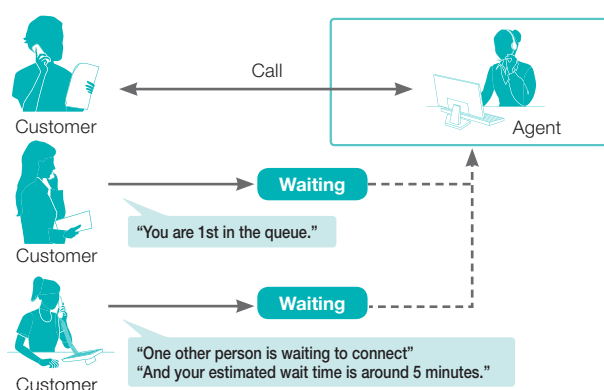 Call
Customer
Agent
Waiting
“You are 1st in the queue.”
Customer
Waiting
“One other person is waiting to connect”
“And your estimated wait time is around 5 minutes.”
Customer